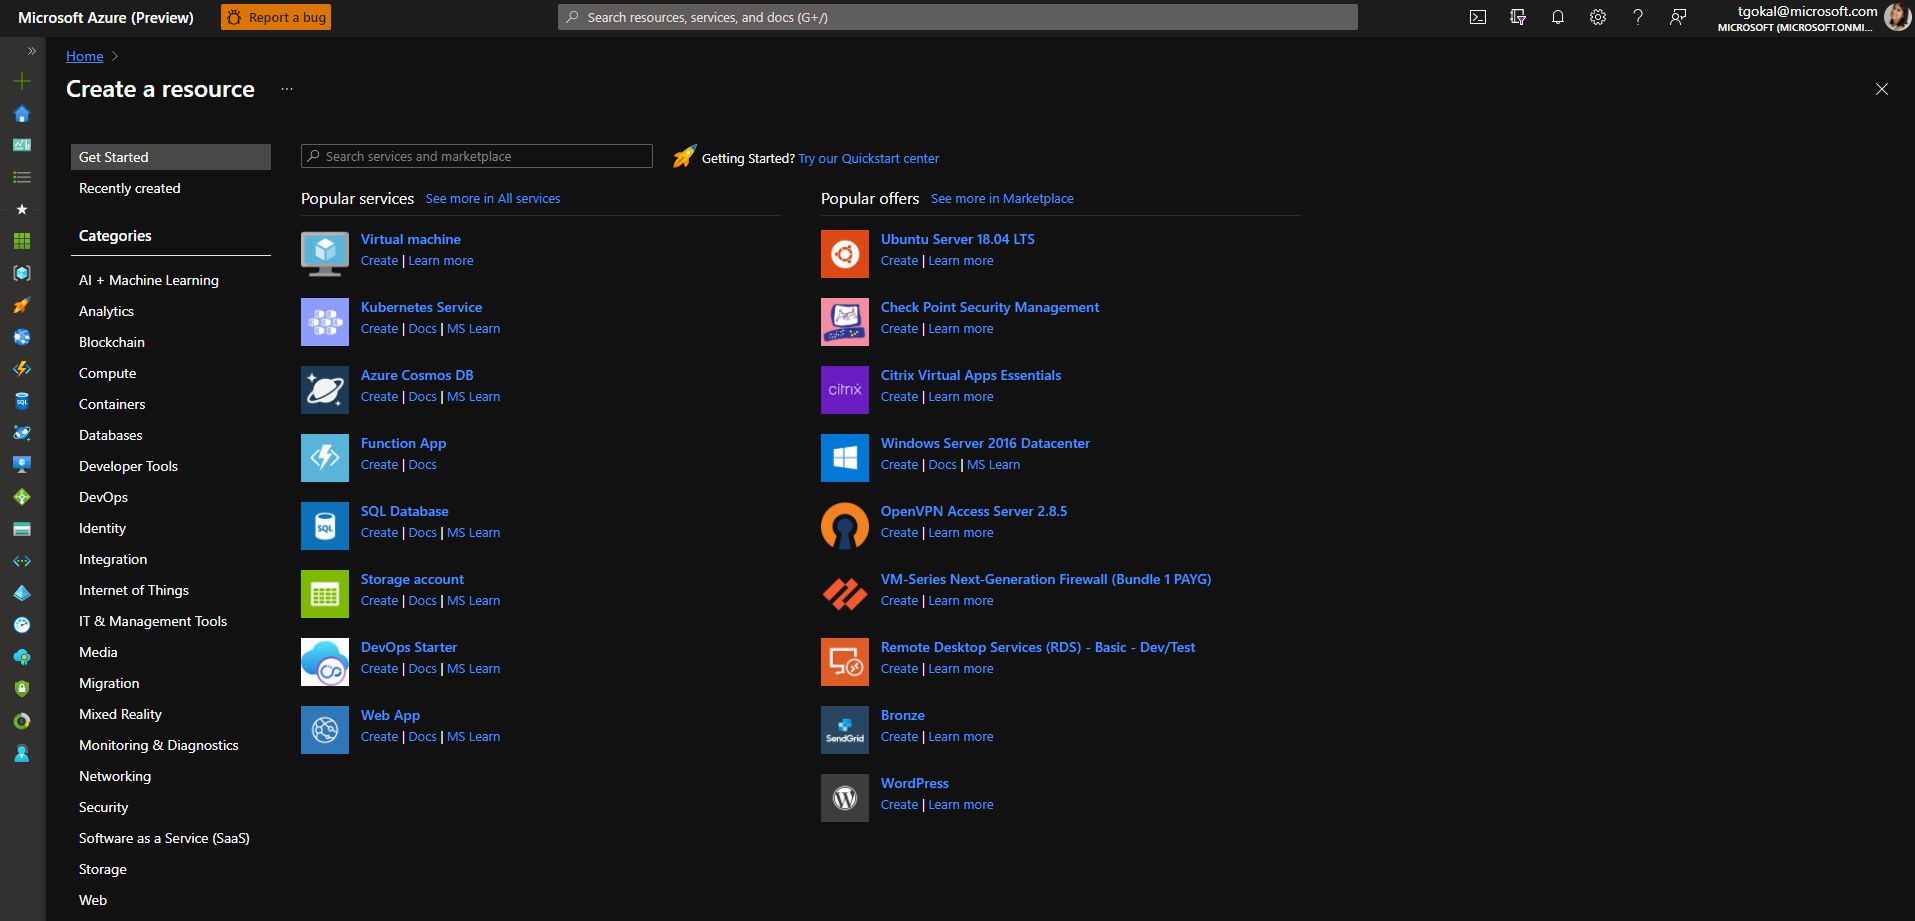 Microsoft Azure (Preview)
Report a bug
Search resources, services, and docs (G+/)
tgokal@microsoft.com
MICROSOFT (MICROSOFT.ONMI...
Home
Create a resource
...
Get Started
Recently created
Categories
AI + Machine Learning
Analytics
Blockchain
Compute
Containers
Databases
Developer Tools
DevOps
Identity
Integration
Internet of Things
IT & Management Tools
Media
Migration
Mixed Reality
Monitoring & Diagnostics
Networking
Security
Software as a Service (SaaS)
Storage
Web
Search services and marketplace
Getting Started? Try our Quickstart center
Popular services See more in All services
Virtual machine
Create | Learn more
Kubernetes Service
Create | Docs | MS Learn
Azure Cosmos DB
Create | Docs | MS Learn
Function App
Create | Docs
SQL
SQL Database
Create | Docs | MS Learn
Storage account
Create | Docs | MS Learn
DevOps Starter
Create | Docs | MS Learn
Web App
Create | Docs | MS Learn
Popular offers See more in Marketplace
Ubuntu Server 18.04 LTS
Create | Learn more
Check Point Security Management
Create | Learn more
citrix
Citrix Virtual Apps Essentials
Create | Learn more
Windows Server 2016 Datacenter
Create | Docs | MS Learn
OpenVPN Access Server 2.8.5
Create | Learn more
VM-Series Next-Generation Firewall (Bundle 1 PAYG)
Create | Learn more
Remote Desktop Services (RDS) - Basic - Dev/Test
Create | Learn more
SendGrid
Bronze
Create | Learn more
WordPress
Create | Learn more